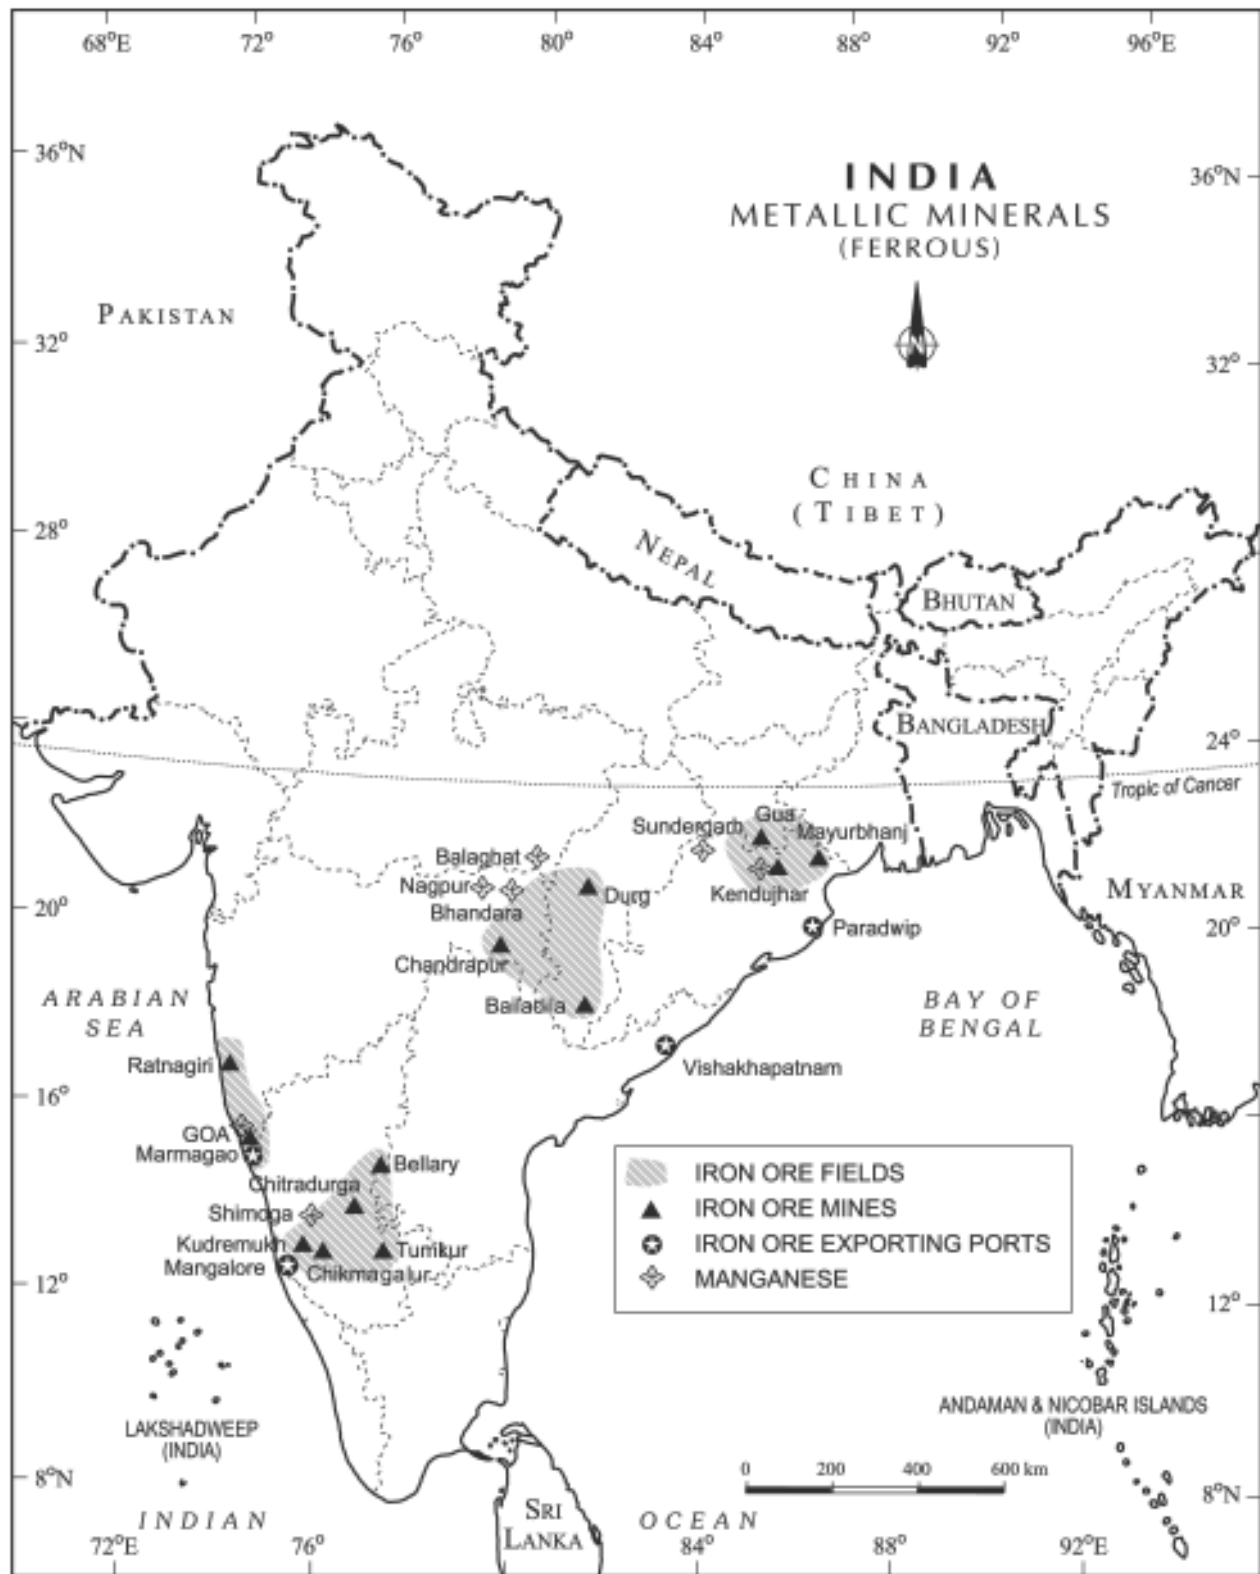 68°E 72° 76° 80° 84° 88° 92° 96°E
36°N
INDIA
METALLIC MINERALS
(FERROUS)
36°N
PAKISTAN
32°
32°
CHINA
(TIBET)
28°
NEPAL
BHUTAN
BANGLADESH
24°
Tropic of Cancer
Gua
Sundergarh
Mayurbhanj
Balaghat
Nagpur
Durg
Kendujhar
MYANMAR
20°
Bhandara
Paradwip
20°
Chandrapur
ARABIAN
SEA
Bailadila
BAY OF
BENGAL
Ratnagiri
Vishakhapatnam
16°
GOA
Marmagao
Bellary
Chitradurga
Shimoga
Kudremukh
Tumkur
Mangalore
Chikmagalur
IRON ORE FIELDS
IRON ORE MINES
IRON ORE EXPORTING PORTS
MANGANESE
12°
12°
LAKSHADWEEP
(INDIA)
ANDAMAN & NICOBAR ISLANDS
(INDIA)
0 200 400 600 km
8°N
8°N
SRI
LANKA
INDIAN OCEAN
72°E 76° 84° 88° 92°E